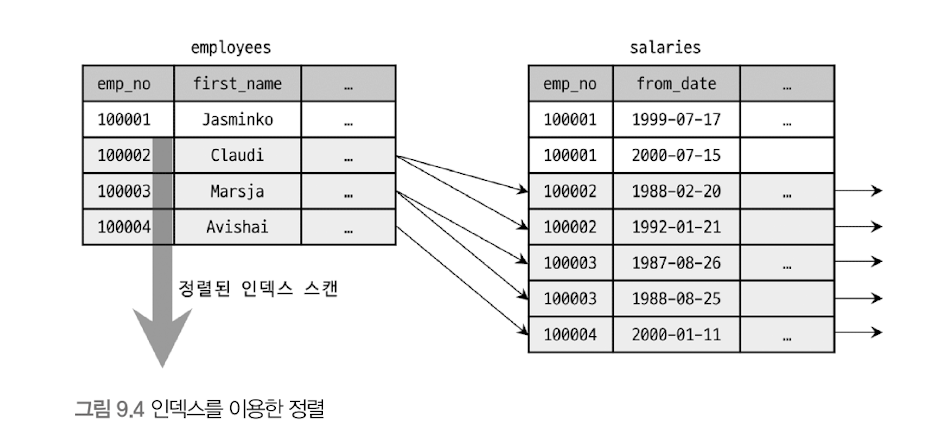 employees
emp_no first_name …
100001 Jasminko …
100002 Claudi …
100003 Marsja …
100004 Avishai …
정렬된 인덱스 스캔
salaries
emp_no from_date …
100001 1999-07-17 …
100001 2000-07-15
100002 1988-02-20 …
100002 1992-01-21
100003 1987-08-26 …
100003 1988-08-25
100004 2000-01-11 …
그림 9.4 인덱스를 이용한 정렬